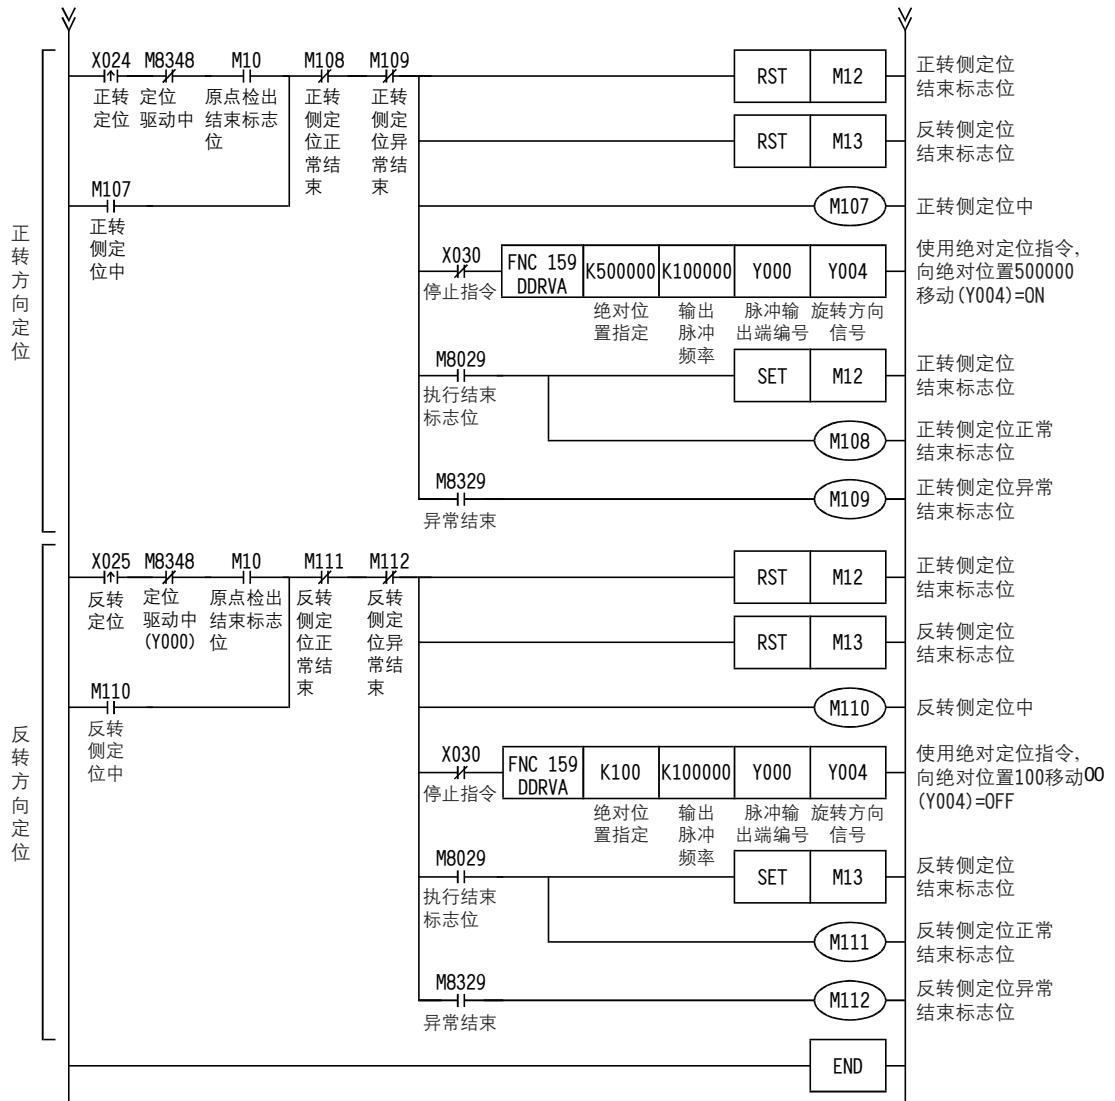 正转方向定位
X024 M8348 M10 M108 M109
正转
定位
定位
驱动中
原点检出
结束标志
位
正转
侧定
位正
常结
束
正转
侧定
位异
常结
束
RST M12
正转侧定位
结束标志位
RST M13
反转侧定位
结束标志位
M107
正转
侧定
位中
M107
正转侧定位中
X030
停止指令
FNC 159
DDRVA
K500000 K100000 Y000 Y004
绝对位
置指定
输出
脉冲
频率
脉冲输
出端编号
旋转方向
信号
使用绝对定位指令,
向绝对位置500000
移动(Y004)=ON
M8029
执行结束
标志位
SET M12
正转侧定位
结束标志位
M108
正转侧定位正常
结束标志位
M8329
异常结束
M109
正转侧定位异常
结束标志位
反转方向定位
X025 M8348 M10 M111 M112
反转
定位
定位
驱动中
(Y000)
原点检出
结束标志
位
反转
侧定
位正
常结
束
反转
侧定
位异
常结
束
RST M12
正转侧定位
结束标志位
RST M13
反转侧定位
结束标志位
M110
反转
侧定
位中
M110
反转侧定位中
X030
停止指令
FNC 159
DDRVA
K100 K100000 Y000 Y004
绝对位
置指定
输出
脉冲
频率
脉冲输
出端编号
旋转方向
信号
使用绝对定位指令,
向绝对位置100移动00
(Y004)=OFF
M8029
执行结束
标志位
SET M13
反转侧定位
结束标志位
M111
反转侧定位正常
结束标志位
M8329
异常结束
M112
反转侧定位异常
结束标志位
END